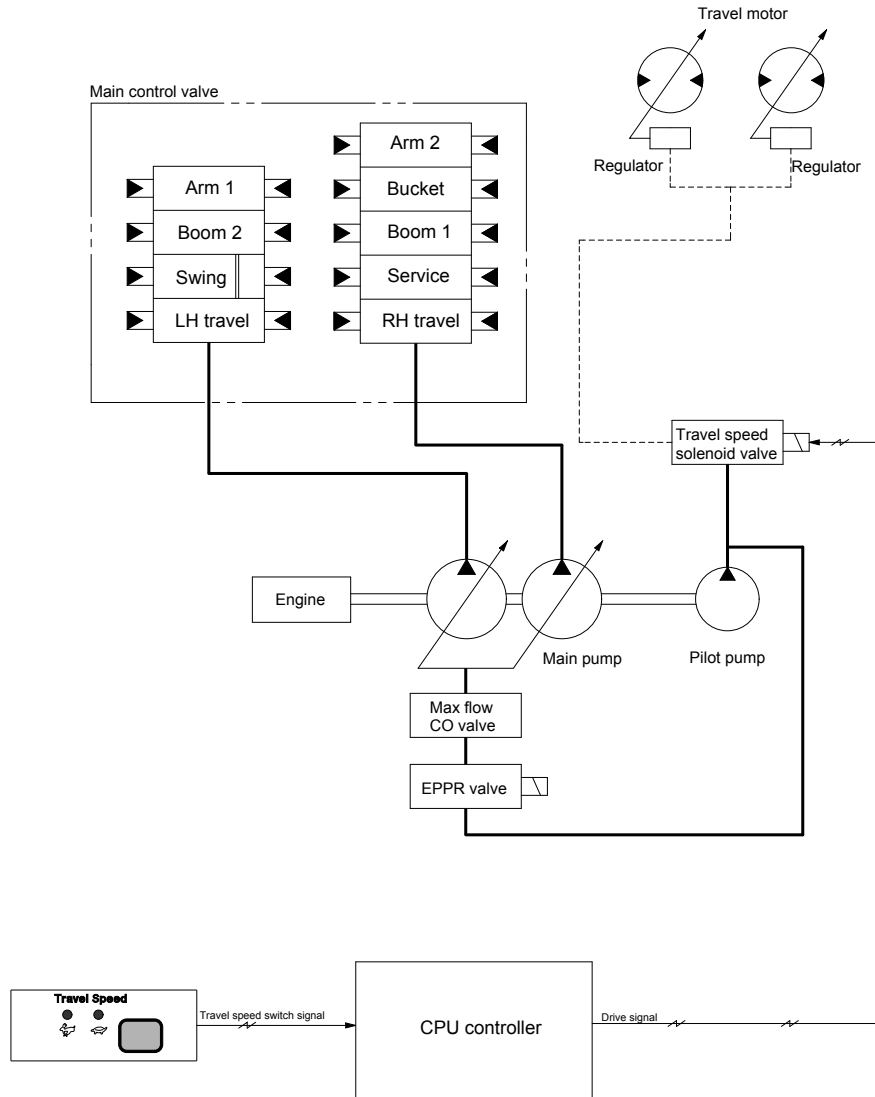 Travel motor
Main control valve
Regulator
Regulator
Arm 1
Boom 2
Swing
LH travel
Arm 2
Bucket
Boom 1
Service
RH travel
Travel speed
solenoid valve
Engine
Main pump
Pilot pump
Max flow
CO valve
EPPR valve
Travel Speed
Travel speed switch signal
CPU controller
Drive signal